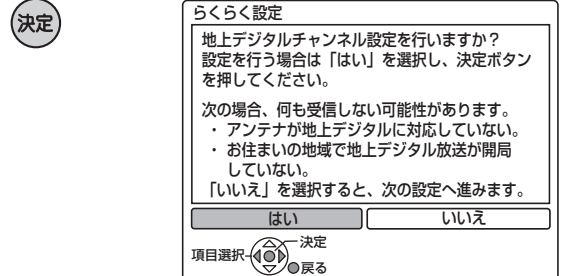 決定
らくらく設定
地上デジタルチャンネル設定を行いますか？
設定を行う場合は「はい」を選択し、決定ボタン
を押してください。
次の場合、何も受信しない可能性があります。
・ アンテナが地上デジタルに対応していない。
・ お住まいの地域で地上デジタル放送が開局
していない。
「いいえ」を選択すると、次の設定へ進みます。
はい いいえ
決定
項目選択
戻る